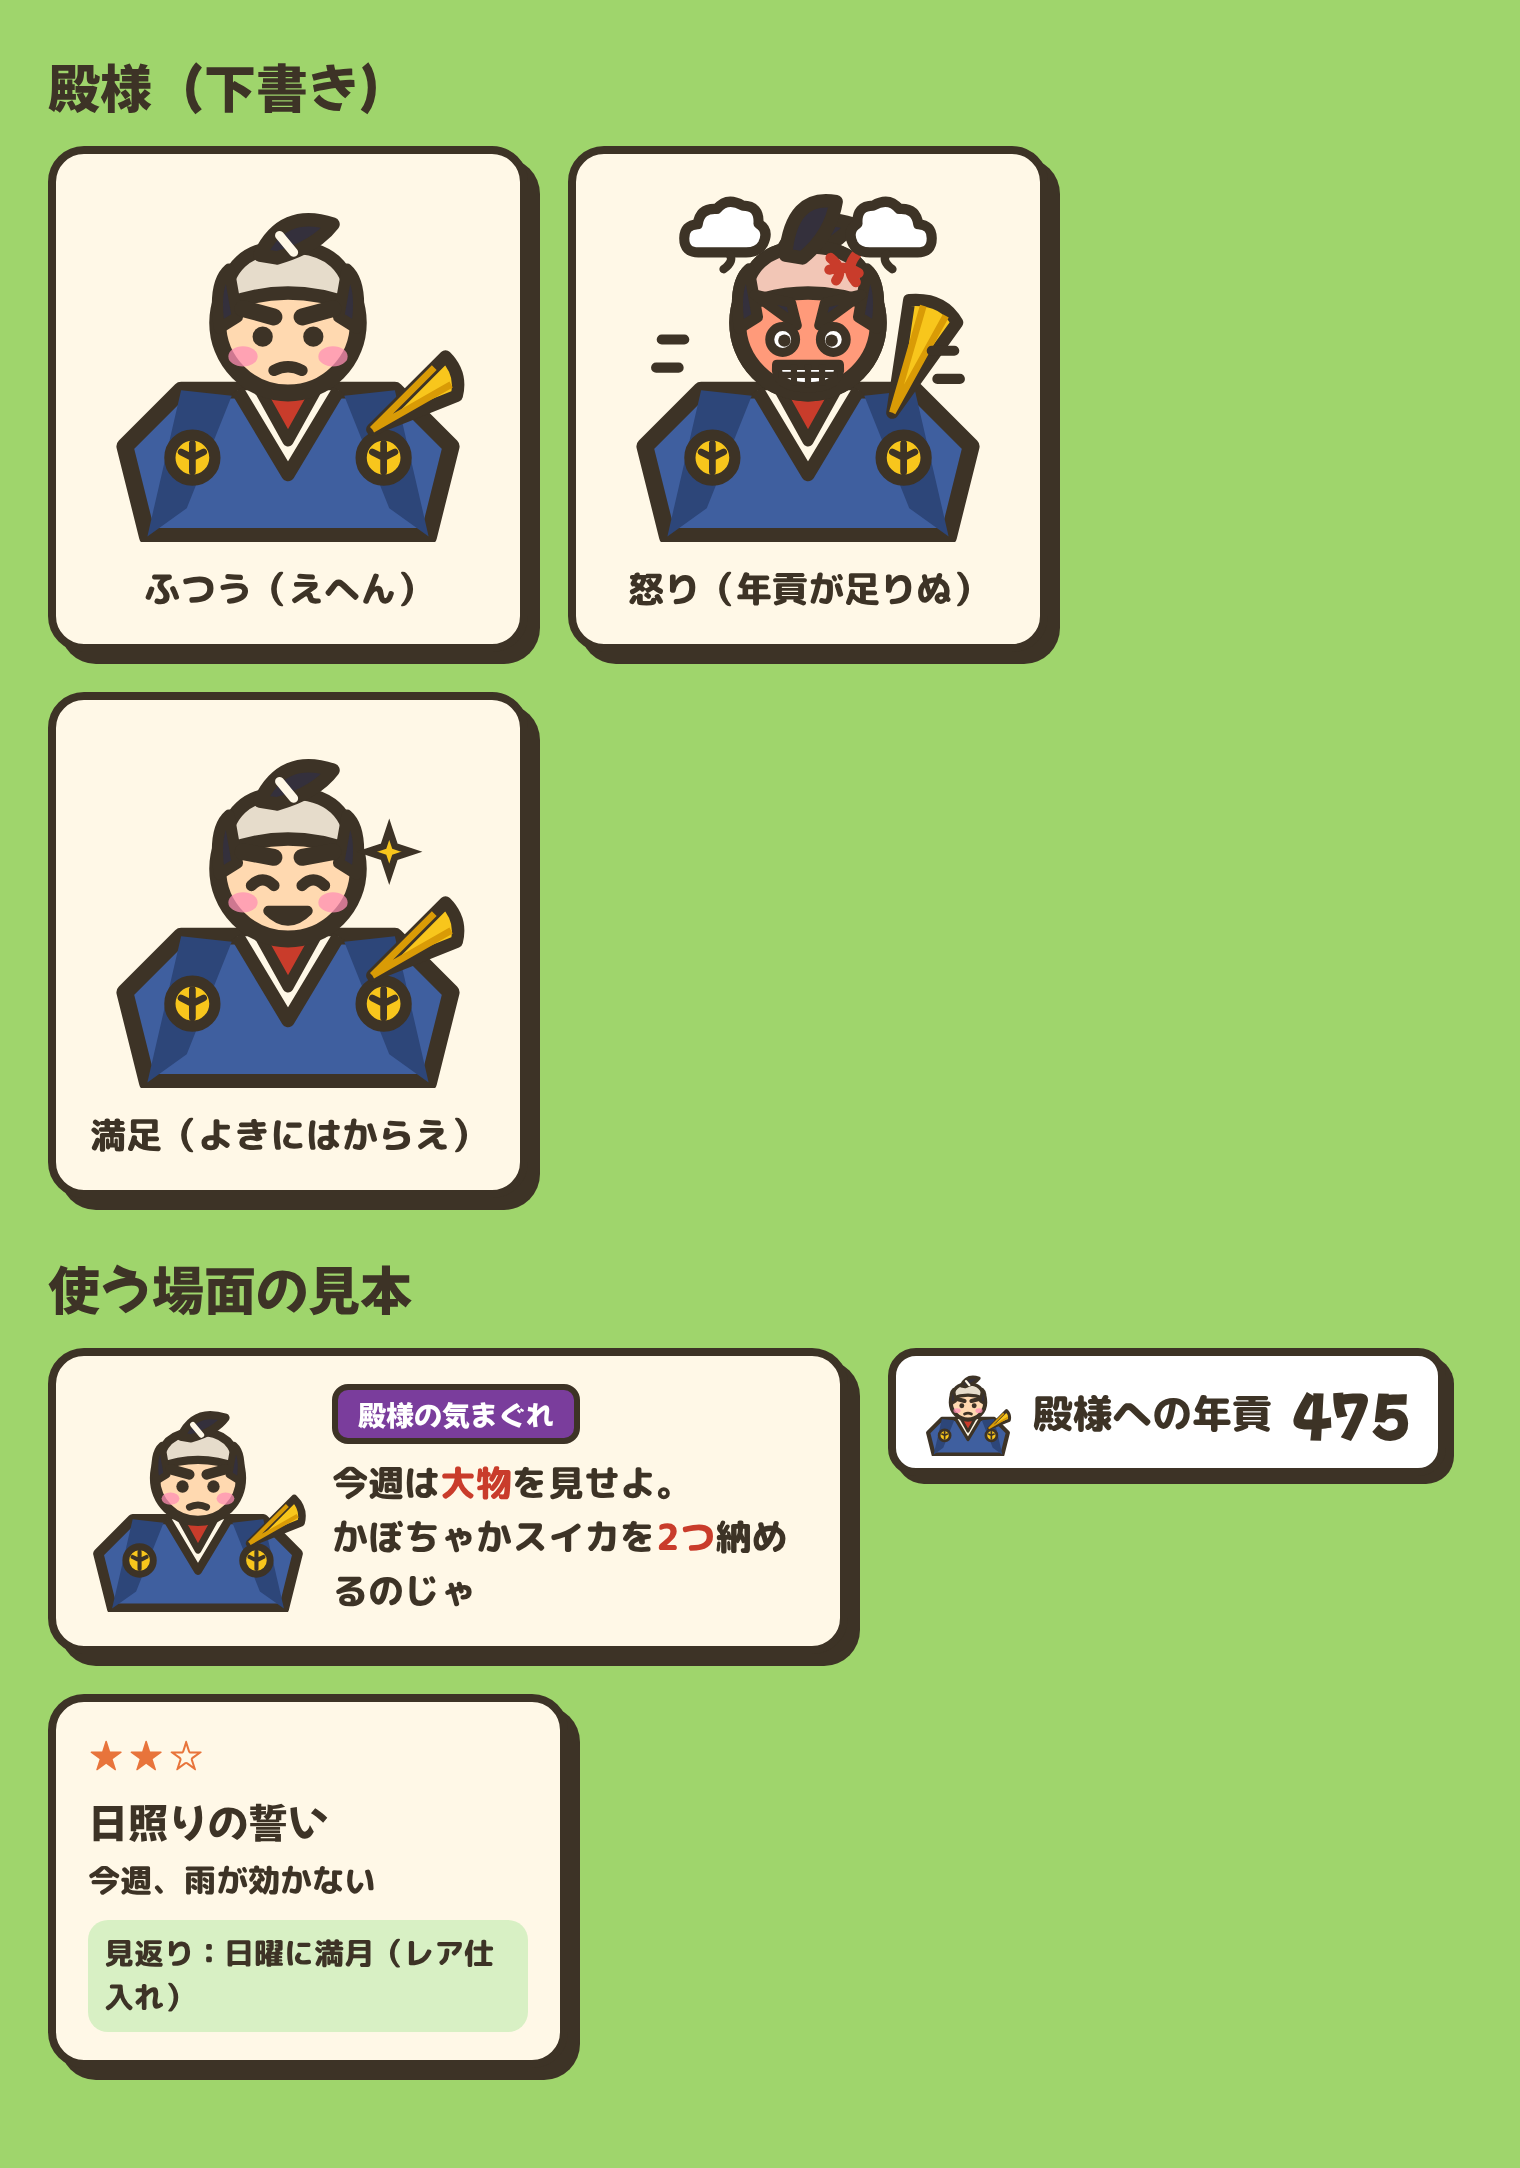 殿様（下書き）
ふつう（えへん）
怒り（年貢が足りぬ）
満足（よきにはからえ）
使う場面の見本
殿様の気まぐれ
今週は大物を見せよ。
かぼちゃかスイカを2つ納め
るのじゃ
殿様への年貢 475
★★☆
日照りの誓い
今週、雨が効かない
見返り：日曜に満月（レア仕
入れ）